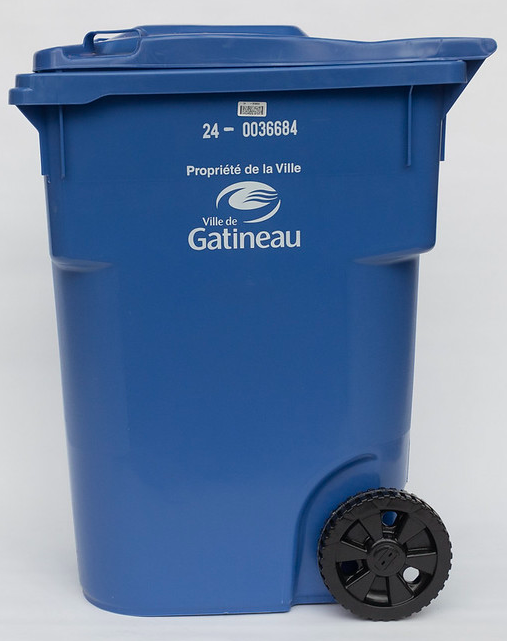 24 - 0036684
Propriété de la Ville
Ville de
Gatineau